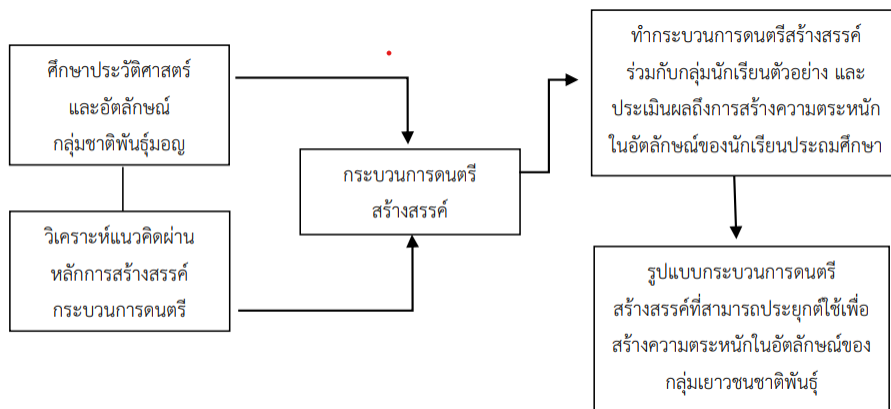 ศึกษาประวัติศาสตร์
และอัตลักษณ์
กลุ่มชาติพันธุ์มอญ
วิเคราะห์แนวคิดผ่าน
หลักการสร้างสรรค์
กระบวนการดนตรี
กระบวนการดนตรี
สร้างสรรค์
ทำกระบวนการดนตรีสร้างสรรค์
ร่วมกับกลุ่มนักเรียนตัวอย่าง และ
ประเมินผลถึงการสร้างความตระหนัก
ในอัตลักษณ์ของนักเรียนประถมศึกษา
รูปแบบกระบวนการดนตรี
สร้างสรรค์ที่สามารถประยุกต์ใช้เพื่อ
สร้างความตระหนักในอัตลักษณ์ของ
กลุ่มเยาวชนชาติพันธุ์